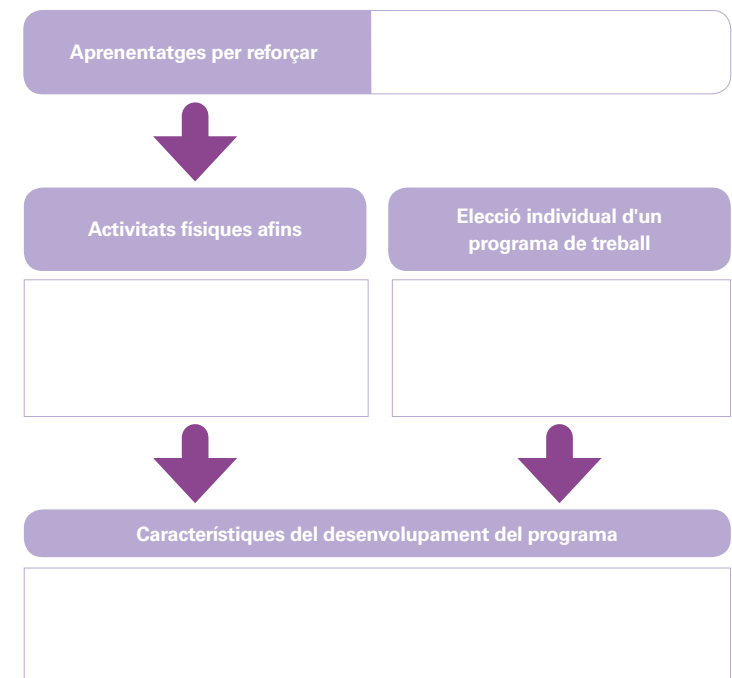 Aprenentatges per reforçar
Activitats físiques afins
Elecció individual d'un
programa de treball
Característiques del desenvolupament del programa